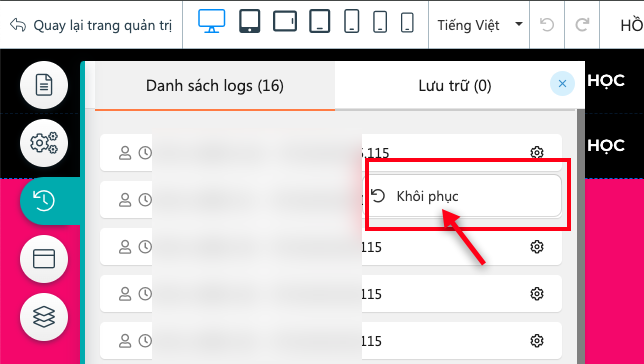 Quay lại trang quản trị
Tiếng Việt
HỒ
Danh sách logs (16)
Lưu trữ (0)
HỌC
HỌC
.115
Khôi phục
.115
.115
.115